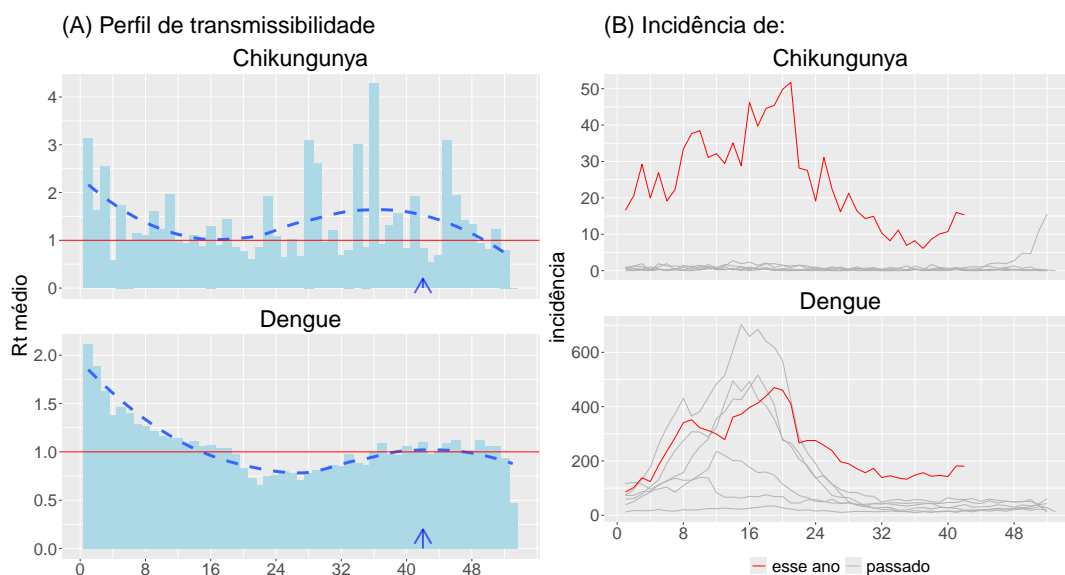 (A) Perfil de transmissibilidade
Chikungunya
4
3
2
1
0
Dengue
2.0
1.5
1.0
0.5
0.0
0 8 16 24 32 40 48
Rt médio
(B) Incidência de:
Chikungunya
50
40
30
20
10
0
Dengue
600
400
200
0
0 8 16 24 32 40 48
incidência
esse ano passado